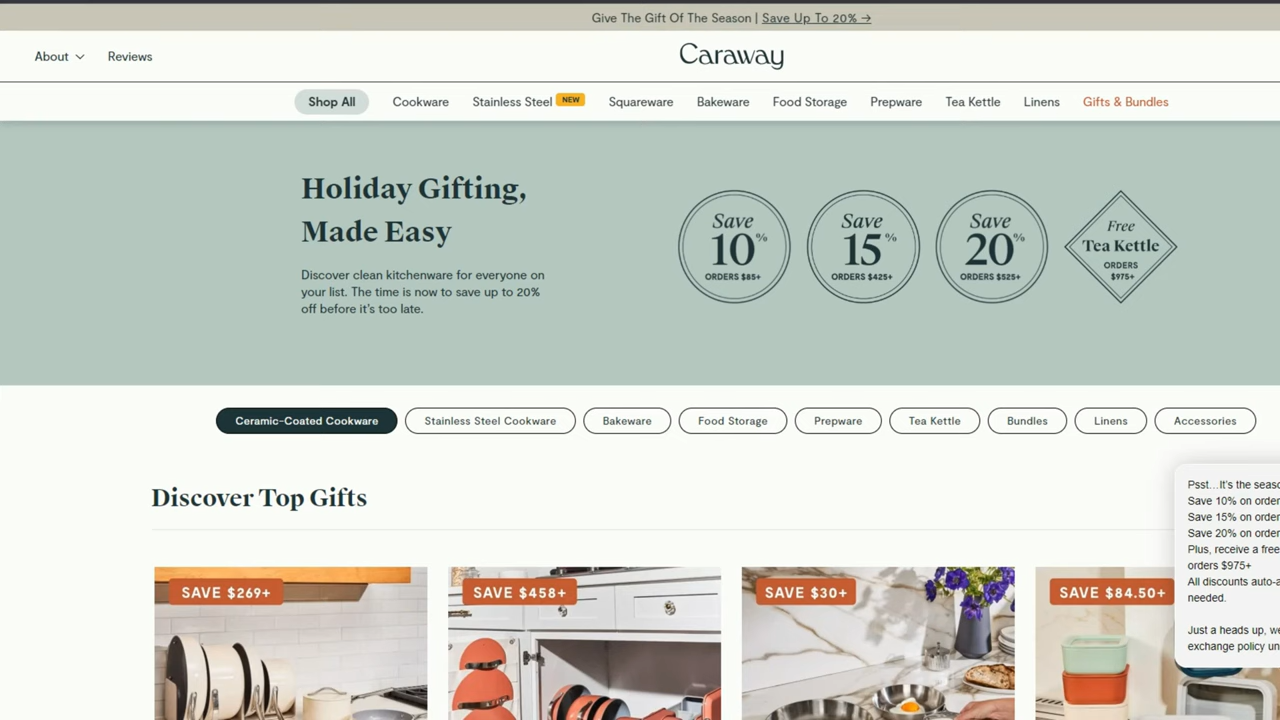 Give The Gift Of The Season | Save Up To 20% →
About
Reviews
Caraway
Shop All
Cookware
Stainless Steel NEW
Squareware
Bakeware
Food Storage
Prepware
Tea Kettle
Linens
Gifts & Bundles
Holiday Gifting,
Made Easy
Discover clean kitchenware for everyone on
your list. The time is now to save up to 20%
off before it's too late.
Save
10%
ORDERS $85+
Save
15%
ORDERS $425+
Save
20%
ORDERS $525+
Free
Tea Kettle
ORDERS
$975+
Ceramic-Coated Cookware
Stainless Steel Cookware
Bakeware
Food Storage
Prepware
Tea Kettle
Bundles
Linens
Accessories
Discover Top Gifts
SAVE $269+
SAVE $458+
SAVE $30+
SAVE $84.50+
Psst...It's the seaso
Save 10% on order
Save 15% on order
Save 20% on order
Plus, receive a free
orders $975+
All discounts auto-a
needed.
Just a heads up, we
exchange policy un